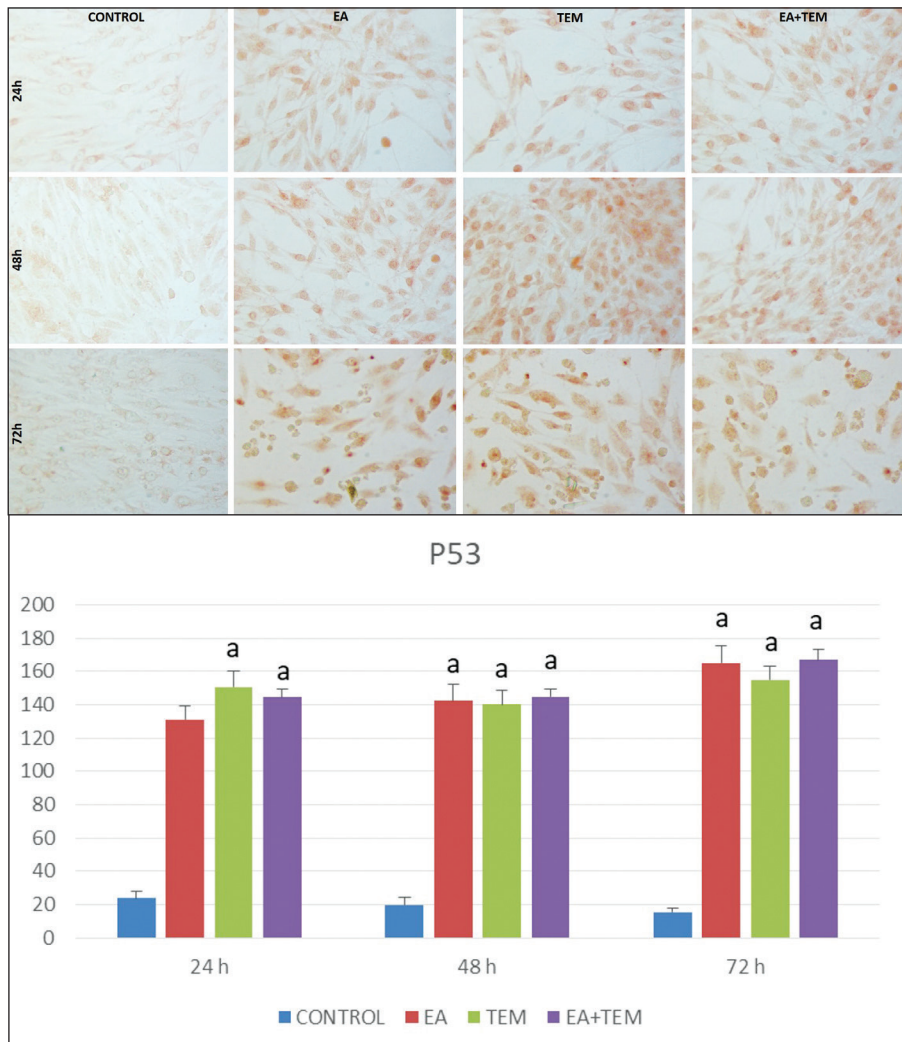 CONTROL EA TEM EA+TEM
24h
48h
72h
P53
200
180
160
140
120
100
80
60
40
20
0
a a
a a a
a a a
24 h 48 h 72 h
CONTROL EA TEM EA+TEM